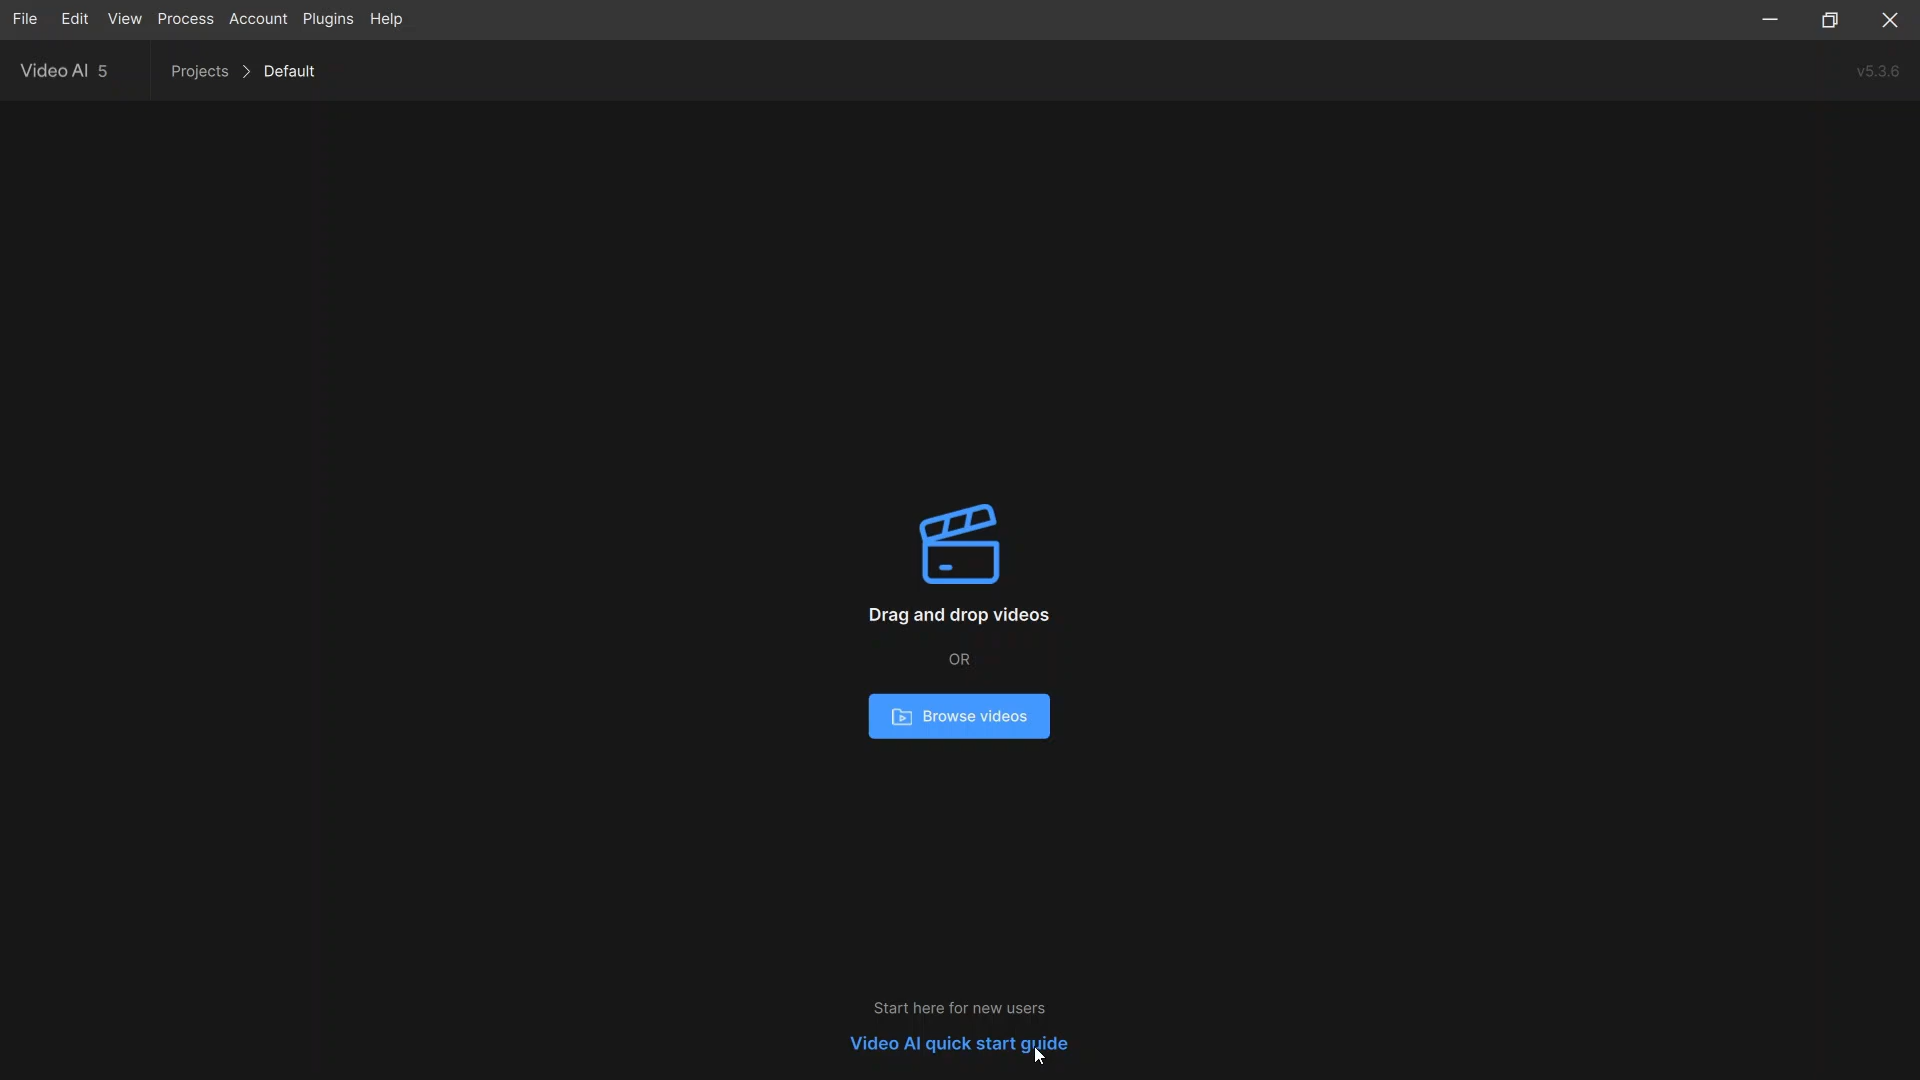 File Edit View Process Account Plugins Help
Video AI 5 Projects > Default v5.3.6
Drag and drop videos
OR
Browse videos
Start here for new users
Video AI quick start guide